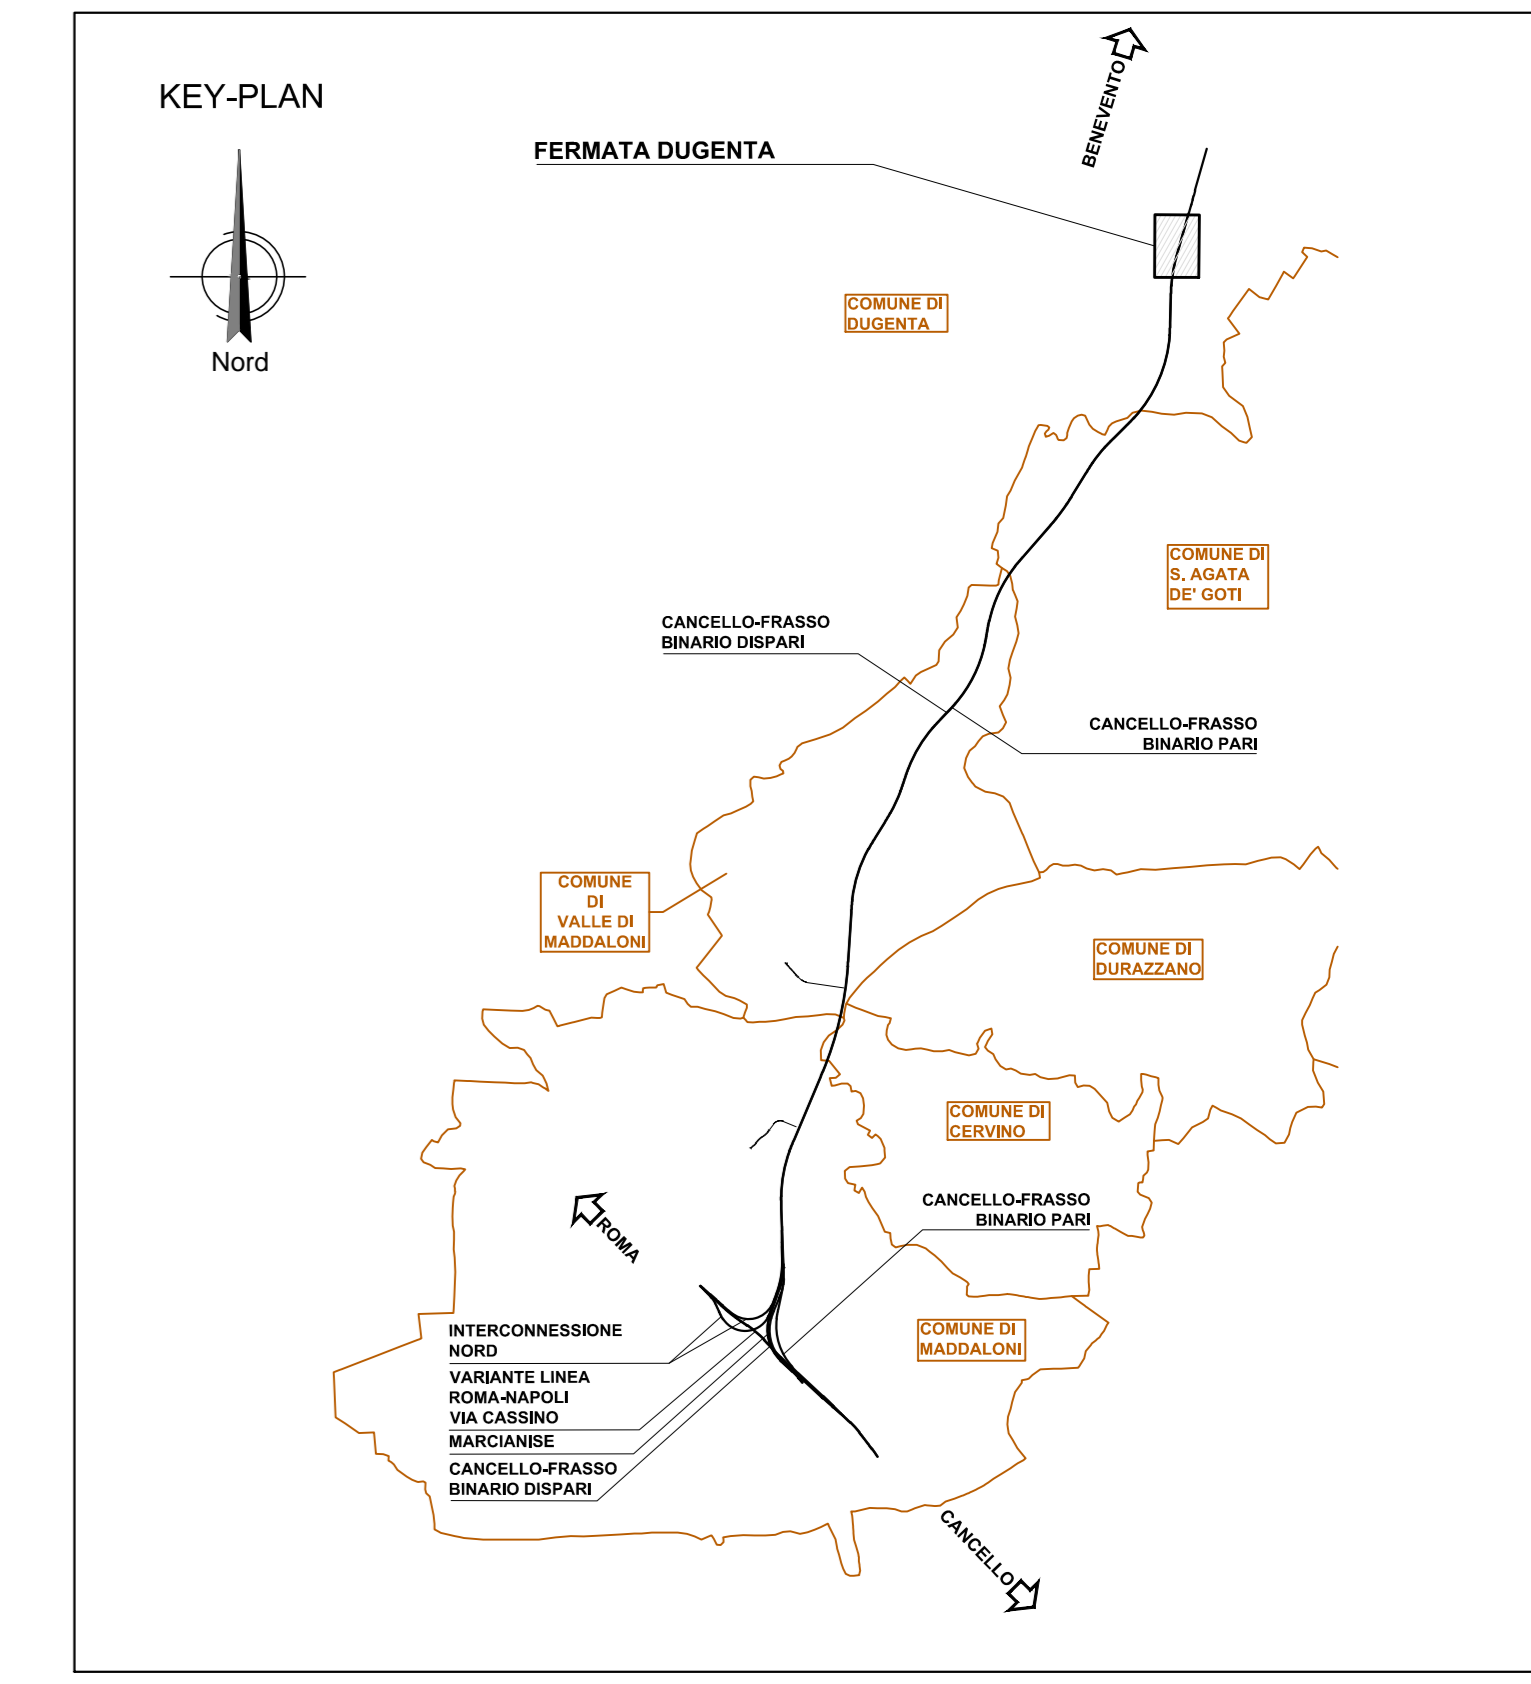 KEY-PLAN
Nord
BENEVENTO
FERMATA DUGENTA
COMUNE DI
DUGENTA
COMUNE DI
S. AGATA
DE' GOTI
CANCELLO-FRASSO
BINARIO DISPARI
CANCELLO-FRASSO
BINARIO PARI
COMUNE
DI
VALLE DI
MADDALONI
COMUNE DI
DURAZZANO
COMUNE DI
CERVINO
CANCELLO-FRASSO
BINARIO PARI
ROMA
COMUNE DI
MADDALONI
INTERCONNESSIONE
NORD
VARIANTE LINEA
ROMA-NAPOLI
VIA CASSINO
MARCIANISE
CANCELLO-FRASSO
BINARIO DISPARI
CANCELLO